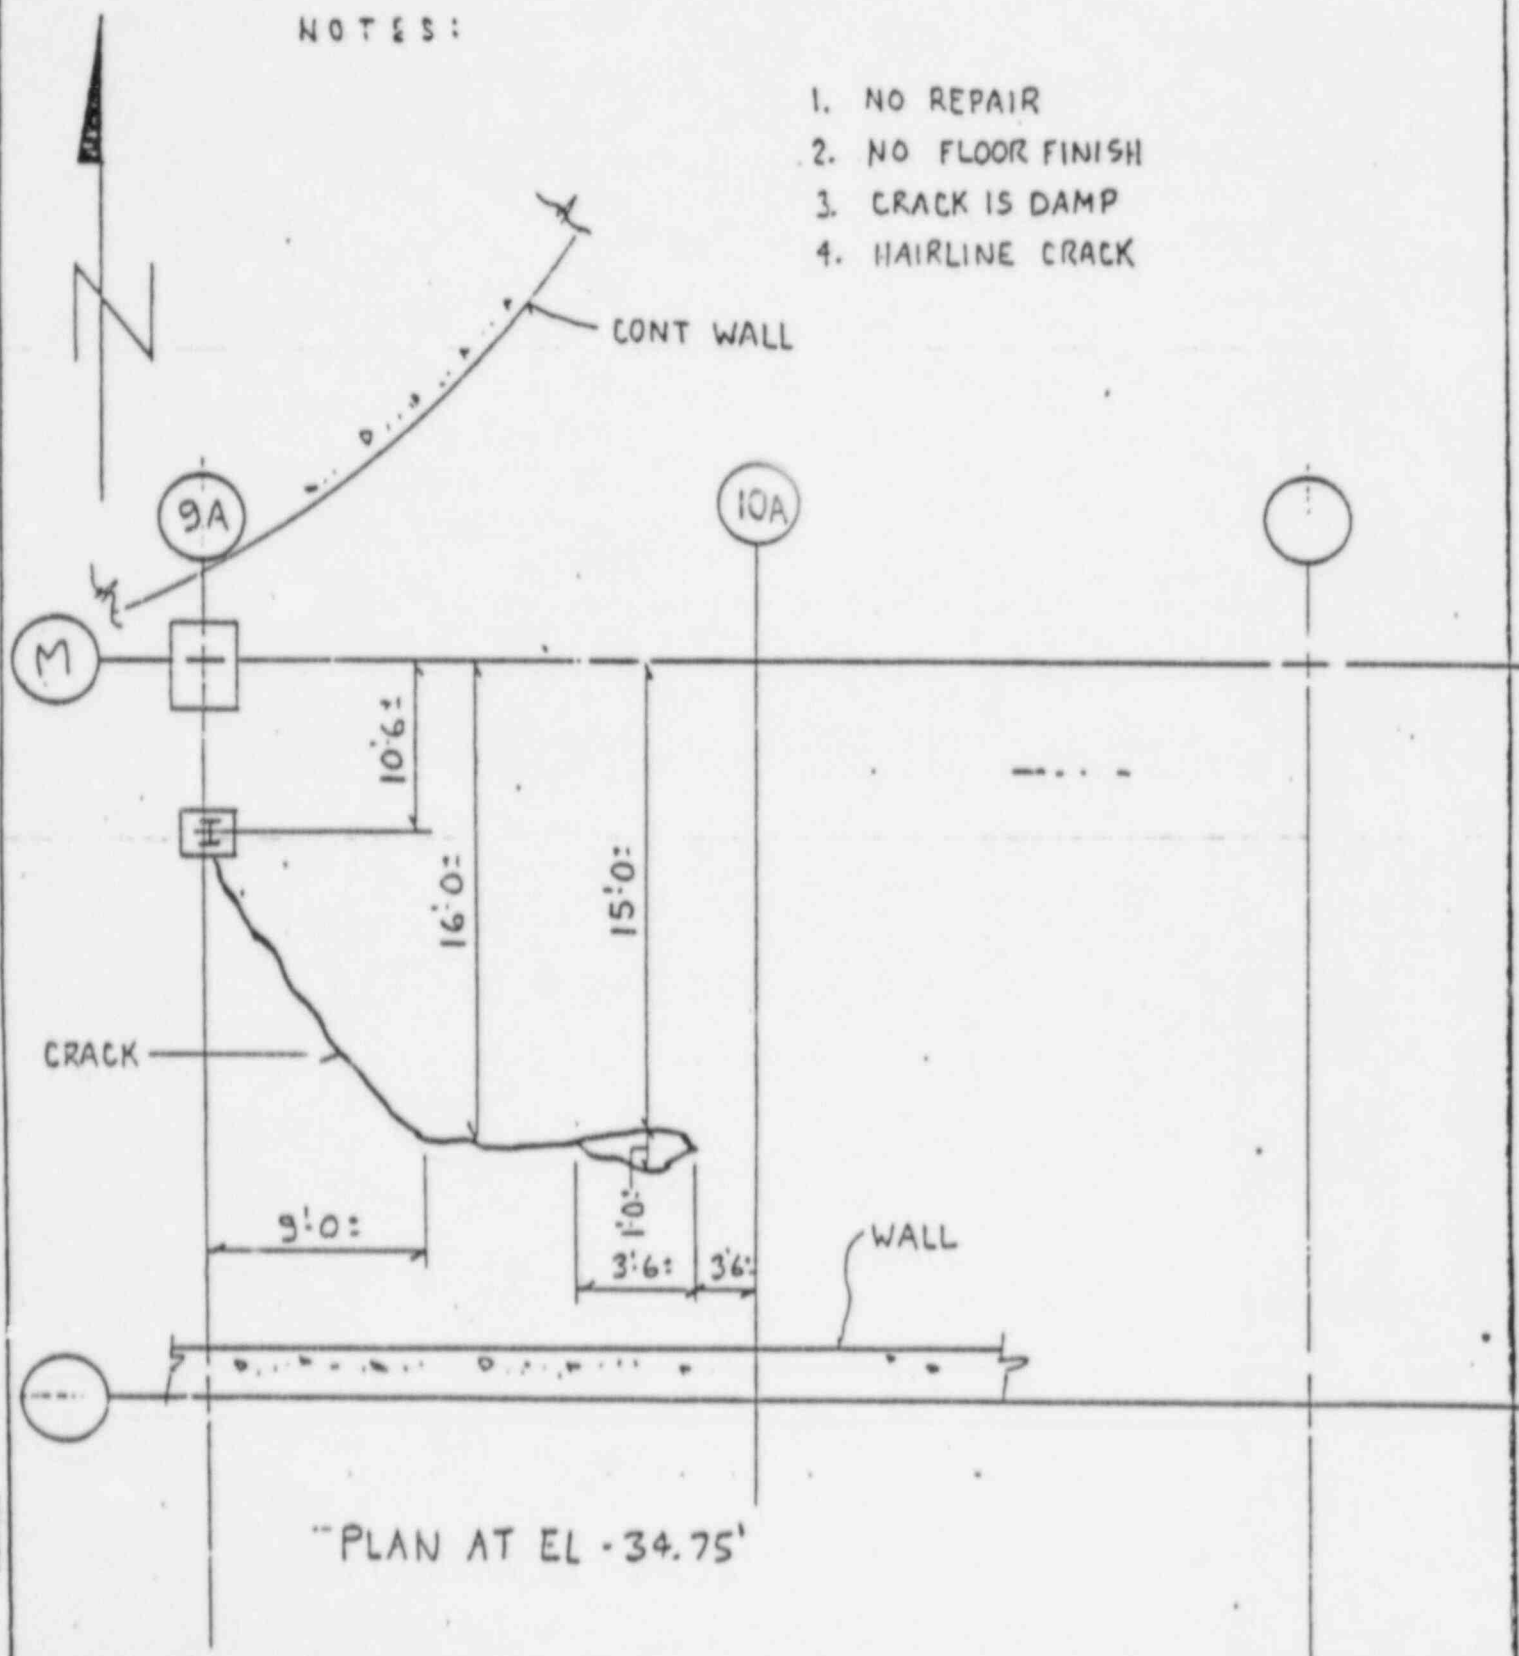 NOTES:
1. NO REPAIR
2. NO FLOOR FINISH
3. CRACK IS DAMP
4. HAIRLINE CRACK
N
CONT WALL
9A
10A
M
10'6±
16'0±
15'0±
CRACK
9'0±
1'0±
3'6±
3'6±
WALL
PLAN AT EL -34.75'